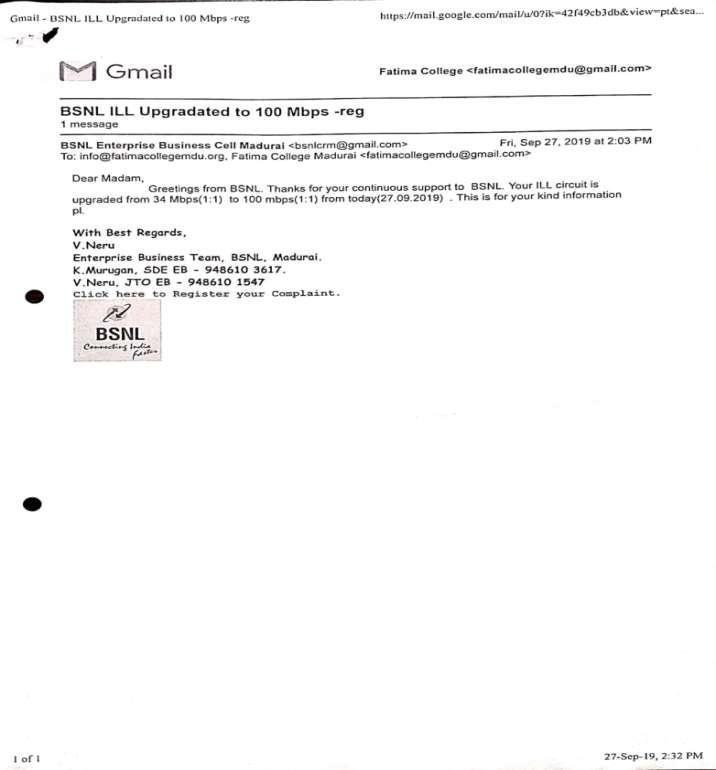 Gmail - BSNL ILL Upgradated to 100 Mbps -reg
https://mail.google.com/mail/u/0?ik=42f49cb3db&view=pt&sea...
Gmail
Fatima College <fatimacollegemdu@gmail.com>
BSNL ILL Upgradated to 100 Mbps -reg
1 message
BSNL Enterprise Business Cell Madurai <bsnlcrm@gmail.com>
Fri, Sep 27, 2019 at 2:03 PM
To: info@fatimacollegemdu.org, Fatima College Madurai <fatimacollegemdu@gmail.com>
Dear Madam,
Greetings from BSNL. Thanks for your continuous support to BSNL. Your ILL circuit is
upgraded from 34 Mbps(1:1) to 100 mbps(1:1) from today(27.09.2019) . This is for your kind information
pl.
With Best Regards,
V.Neru
Enterprise Business Team, BSNL, Madurai.
K.Murugan, SDE EB - 948610 3617.
V.Neru, JTO EB - 948610 1547
Click here to Register your Complaint.
BSNL
Connecting India
faster
1 of 1
27-Sep-19, 2:32 PM